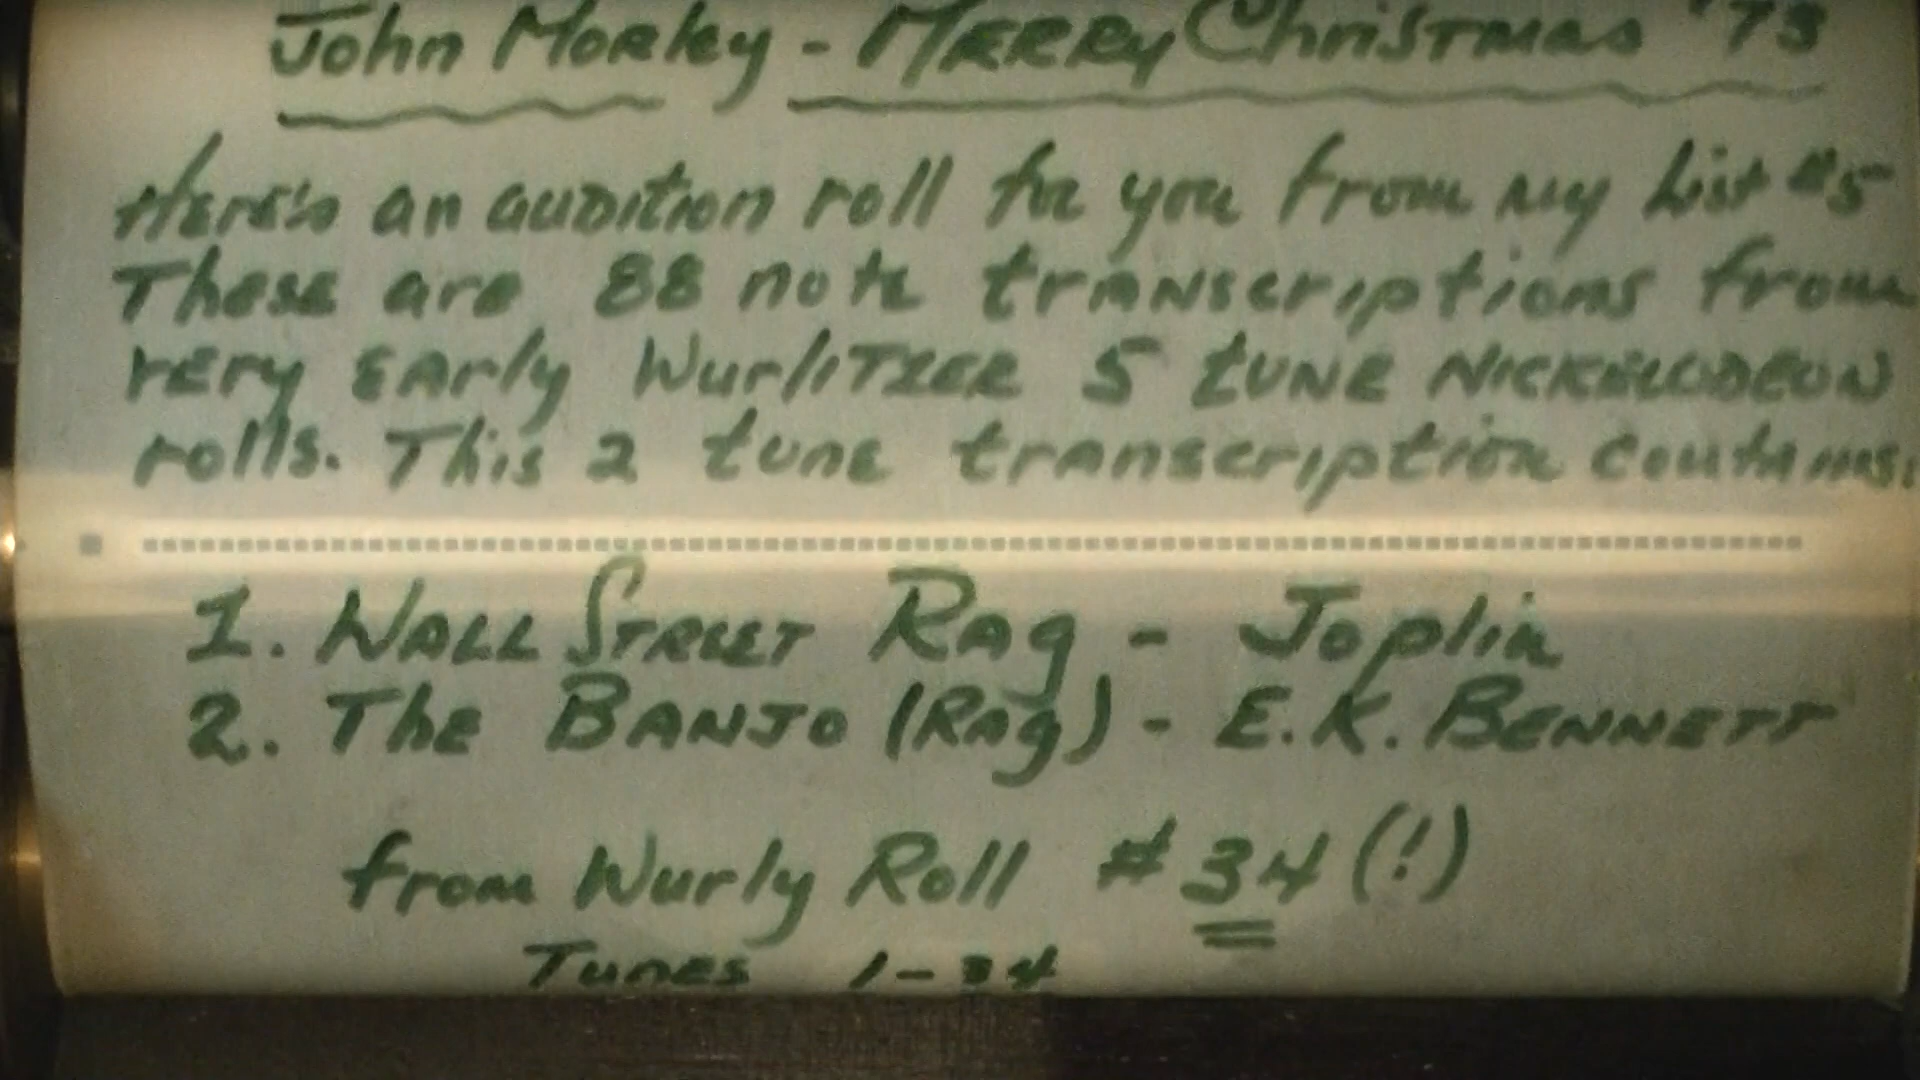 John Morley - MERRY Christmas '73
Here's an audition roll for you from my List #5
These are 88 note transcriptions from
very early WurliTZER 5 tune NICKELODEON
rolls. This 2 tune transcription contains:
1. WALL STREET Rag - Joplin
2. The BANJO (Rag) - E.K. BENNETT
from Wurly Roll # 34 (!)
Tunes 1-